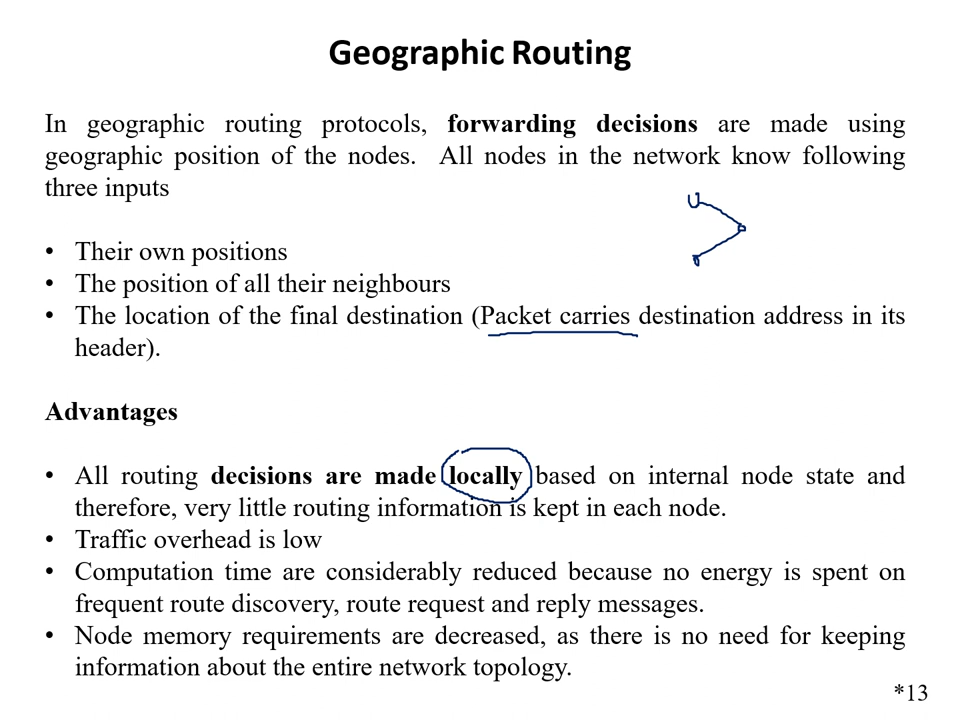 Geographic Routing
In geographic routing protocols, forwarding decisions are made using
geographic position of the nodes. All nodes in the network know following
three inputs
• Their own positions
• The position of all their neighbours
• The location of the final destination (Packet carries destination address in its
header).
Advantages
• All routing decisions are made locally based on internal node state and
therefore, very little routing information is kept in each node.
• Traffic overhead is low
• Computation time are considerably reduced because no energy is spent on
frequent route discovery, route request and reply messages.
• Node memory requirements are decreased, as there is no need for keeping
information about the entire network topology.
*13